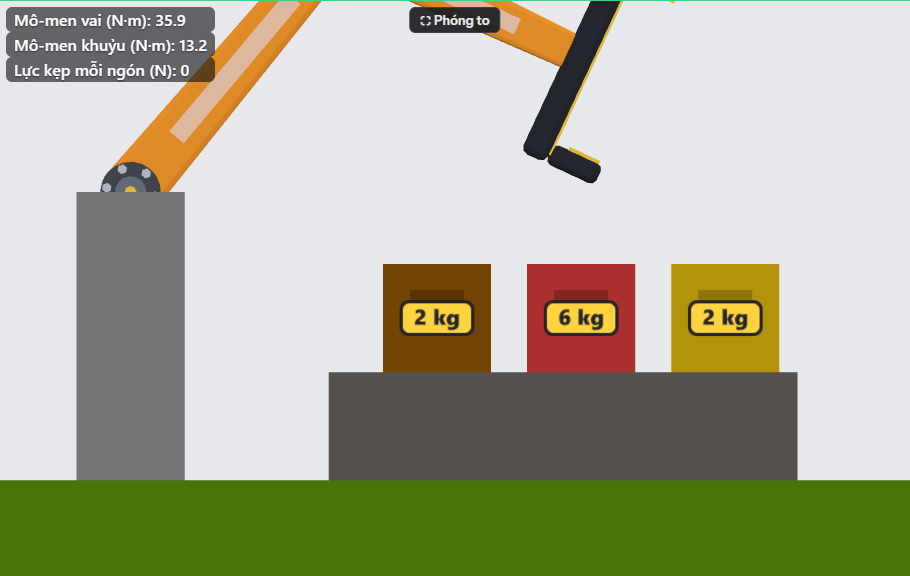 Mô-men vai (N·m): 35.9
Mô-men khuỷu (N·m): 13.2
Lực kẹp mỗi ngón (N): 0
Phóng to
2 kg
6 kg
2 kg